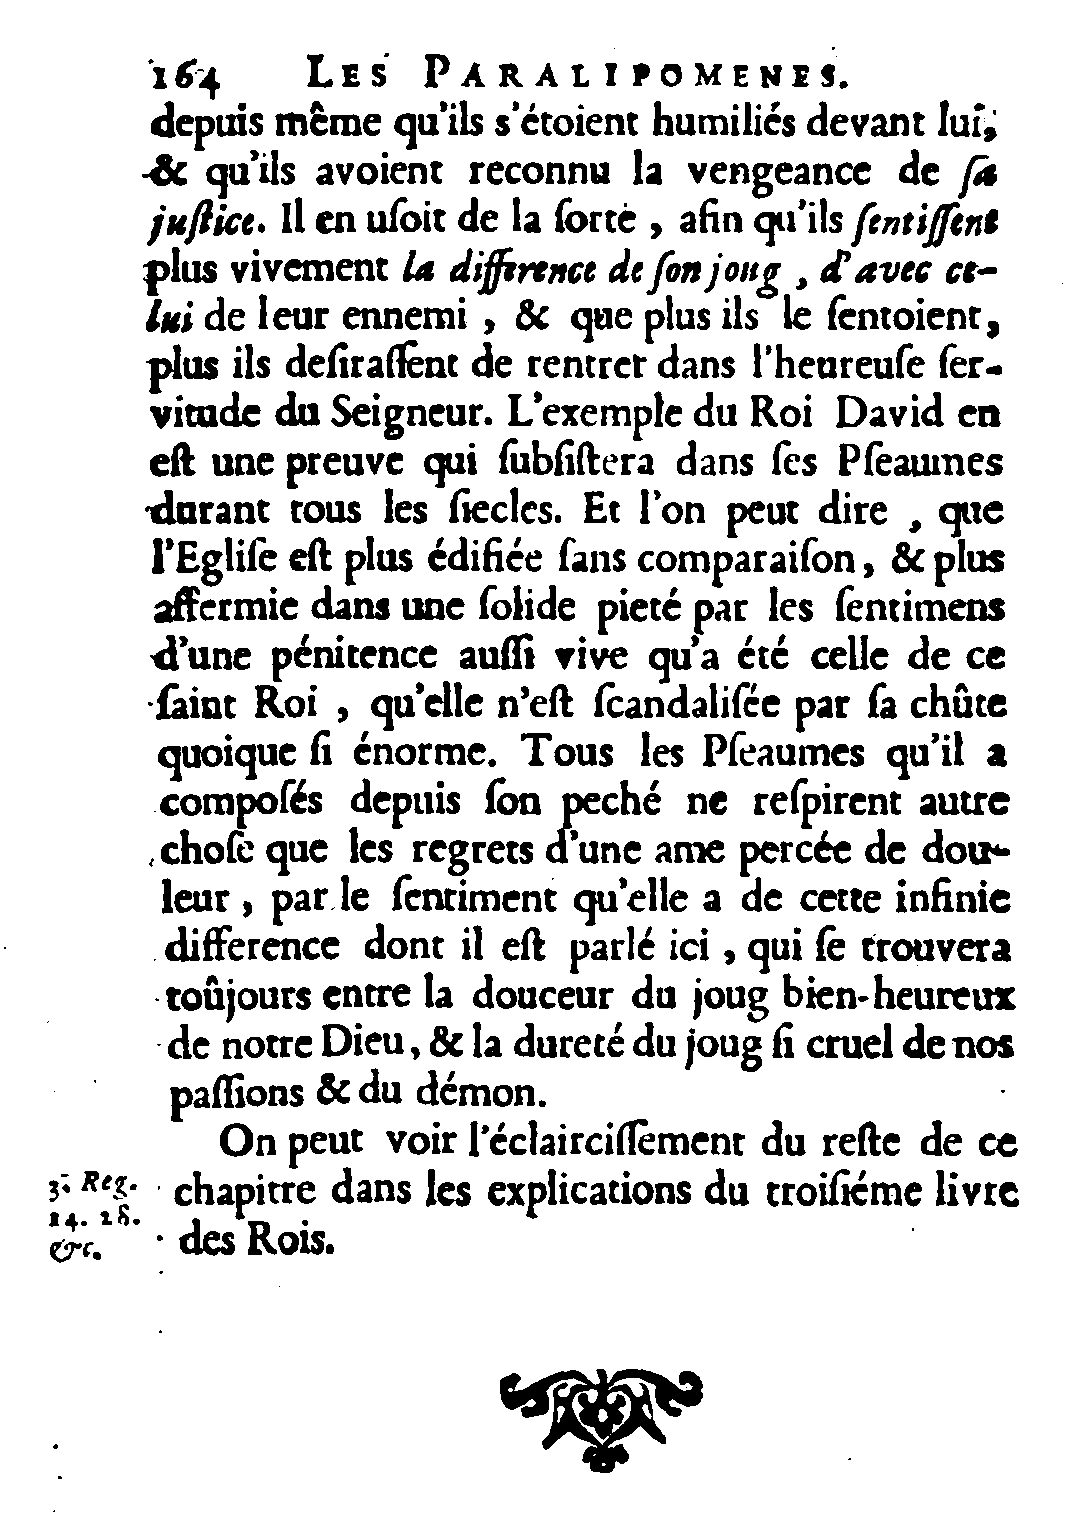 164 LES PARALIPOMENES.
depuis même qu'ils s'étoient humiliés devant lui,
& qu'ils avoient reconnu la vengeance de ſa
juſtice. Il en uſoit de la ſorte, afin qu'ils ſentiſſent
plus vivement la difference de ſon joug, d'avec ce-
lui de leur ennemi, & que plus ils le ſentoient,
plus ils deſiraſſent de rentrer dans l'heureuſe ſer-
vitude du Seigneur. L'exemple du Roi David en
eſt une preuve qui ſubſiſtera dans ſes Pſeaumes
durant tous les ſiecles. Et l'on peut dire, que
l'Egliſe eſt plus édifiée ſans comparaiſon, & plus
affermie dans une ſolide pieté par les ſentimens
d'une pénitence auſſi vive qu'a été celle de ce
ſaint Roi, qu'elle n'eſt ſcandaliſée par ſa chûte
quoique ſi énorme. Tous les Pſeaumes qu'il a
compoſés depuis ſon peché ne reſpirent autre
choſe que les regrets d'une ame percée de dou-
leur, par le ſentiment qu'elle a de cette infinie
difference dont il eſt parlé ici, qui ſe trouvera
toûjours entre la douceur du joug bien-heureux
de notre Dieu, & la dureté du joug ſi cruel de nos
paſſions & du démon.
On peut voir l'éclairciſſement du reſte de ce
chapitre dans les explications du troiſiéme livre
des Rois.
3. Reg.
14. 28.
&c.